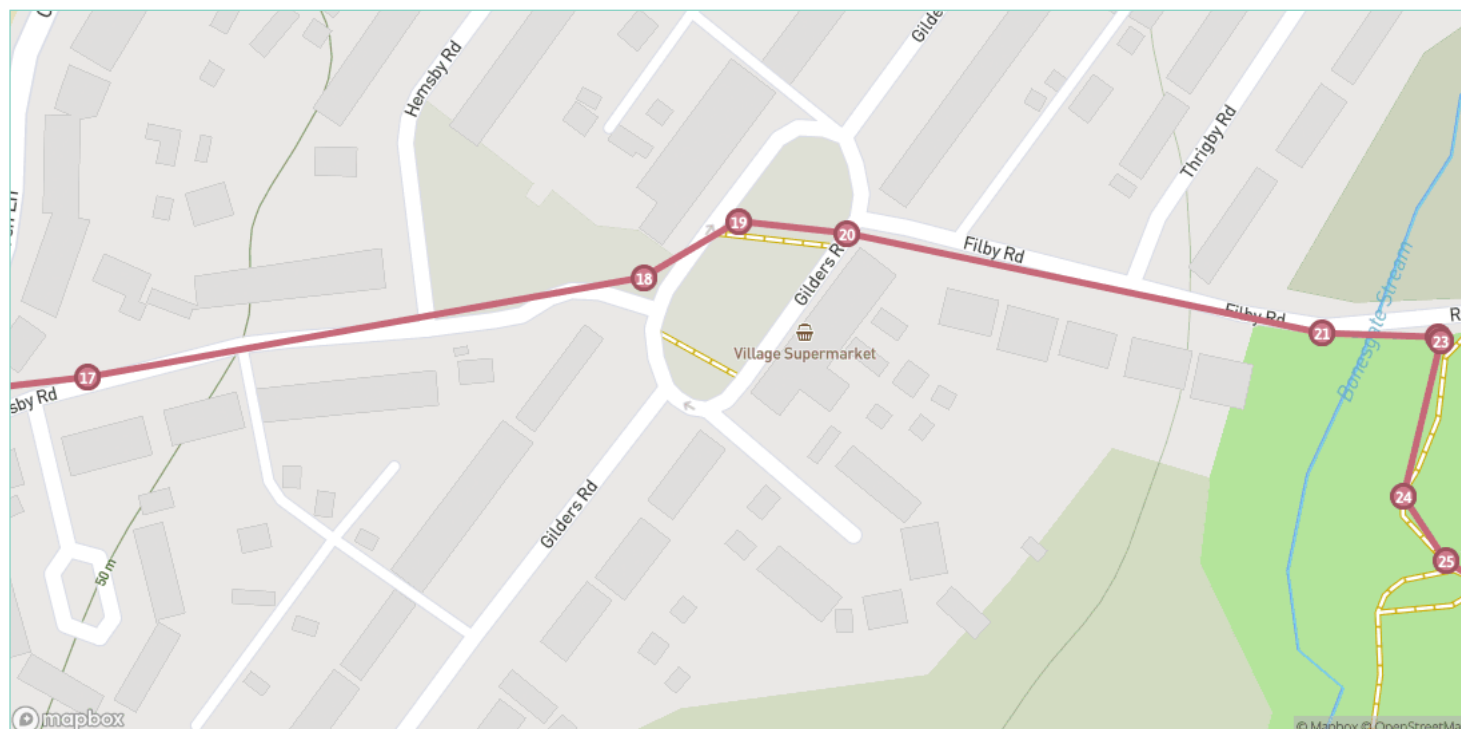 Hemsby Rd
Thrigby Rd
19
20
Filby Rd
18
Gilders Rd
Filby Rd
21
23
Bonesgate Stream
Village Supermarket
17
sby Rd
24
Gilders Rd
25
50 m
mapbox
© Mapbox © OpenStreetMa